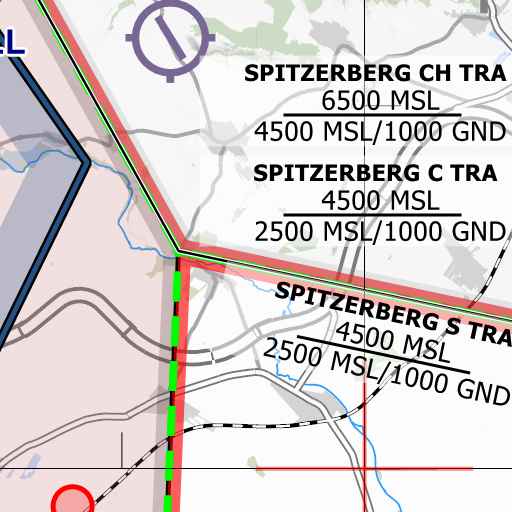 SPITZERBERG CH TRA
6500 MSL
4500 MSL/1000 GND
SPITZERBERG C TRA
4500 MSL
2500 MSL/1000 GND
SPITZERBERG S TRA
4500 MSL
2500 MSL/1000 GND